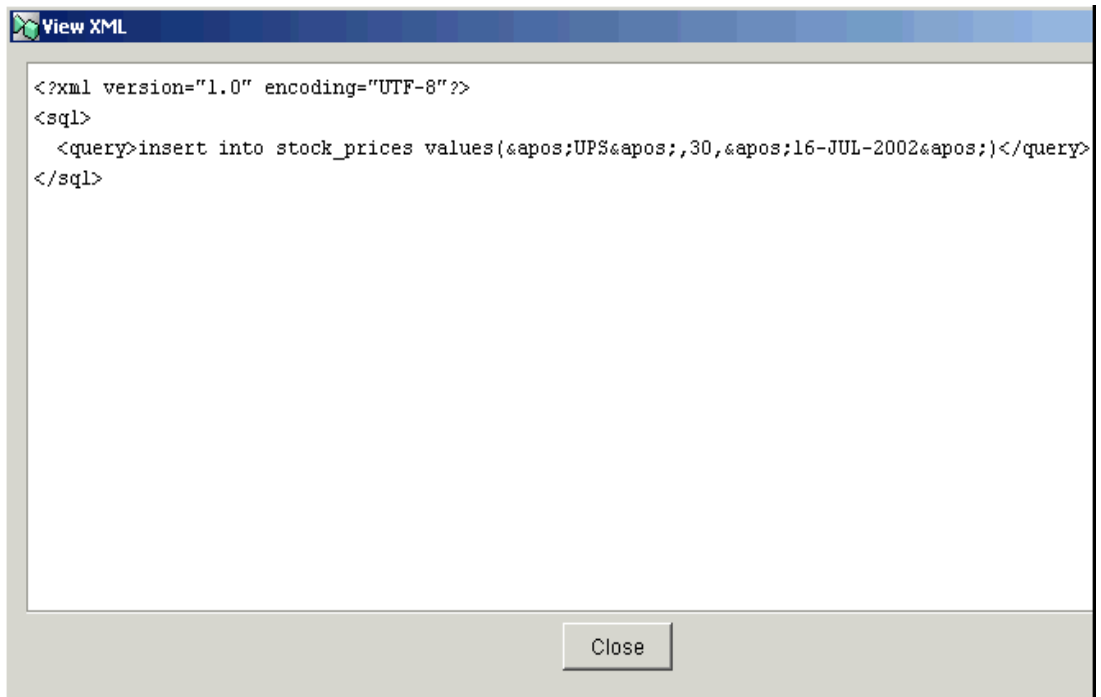 View XML
<?xml version="1.0" encoding="UTF-8"?>
<sql>
<query>insert into stock_prices values(&apos;UPS&apos;,30,&apos;16-JUL-2002&apos;)</query>
</sql>
Close